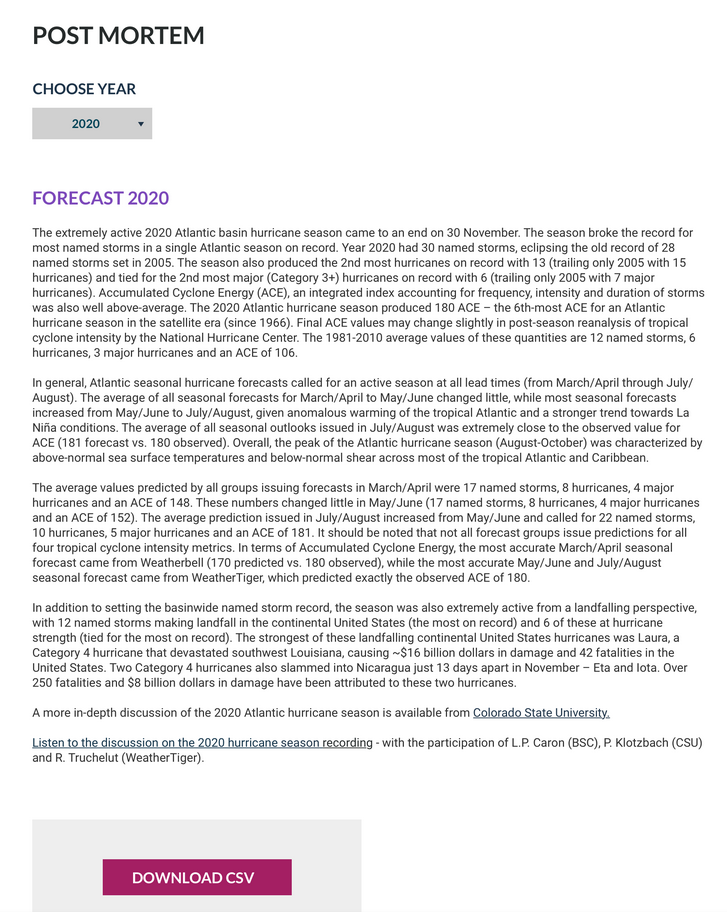 POST MORTEM
CHOOSE YEAR
2020
FORECAST 2020
The extremely active 2020 Atlantic basin hurricane season came to an end on 30 November. The season broke the record for
most named storms in a single Atlantic season on record. Year 2020 had 30 named storms, eclipsing the old record of 28
named storms set in 2005. The season also produced the 2nd most hurricanes on record with 13 (trailing only 2005 with 15
hurricanes) and tied for the 2nd most major (Category 3+) hurricanes on record with 6 (trailing only 2005 with 7 major
hurricanes). Accumulated Cyclone Energy (ACE), an integrated index accounting for frequency, intensity and duration of storms
was also well above-average. The 2020 Atlantic hurricane season produced 180 ACE – the 6th-most ACE for an Atlantic
hurricane season in the satellite era (since 1966). Final ACE values may change slightly in post-season reanalysis of tropical
cyclone intensity by the National Hurricane Center. The 1981-2010 average values of these quantities are 12 named storms, 6
hurricanes, 3 major hurricanes and an ACE of 106.
In general, Atlantic seasonal hurricane forecasts called for an active season at all lead times (from March/April through July/
August). The average of all seasonal forecasts for March/April to May/June changed little, while most seasonal forecasts
increased from May/June to July/August, given anomalous warming of the tropical Atlantic and a stronger trend towards La
Niña conditions. The average of all seasonal outlooks issued in July/August was extremely close to the observed value for
ACE (181 forecast vs. 180 observed). Overall, the peak of the Atlantic hurricane season (August-October) was characterized by
above-normal sea surface temperatures and below-normal shear across most of the tropical Atlantic and Caribbean.
The average values predicted by all groups issuing forecasts in March/April were 17 named storms, 8 hurricanes, 4 major
hurricanes and an ACE of 148. These numbers changed little in May/June (17 named storms, 8 hurricanes, 4 major hurricanes
and an ACE of 152). The average prediction issued in July/August increased from May/June and called for 22 named storms,
10 hurricanes, 5 major hurricanes and an ACE of 181. It should be noted that not all forecast groups issue predictions for all
four tropical cyclone intensity metrics. In terms of Accumulated Cyclone Energy, the most accurate March/April seasonal
forecast came from Weatherbell (170 predicted vs. 180 observed), while the most accurate May/June and July/August
seasonal forecast came from WeatherTiger, which predicted exactly the observed ACE of 180.
In addition to setting the basinwide named storm record, the season was also extremely active from a landfalling perspective,
with 12 named storms making landfall in the continental United States (the most on record) and 6 of these at hurricane
strength (tied for the most on record). The strongest of these landfalling continental United States hurricanes was Laura, a
Category 4 hurricane that devastated southwest Louisiana, causing ~$16 billion dollars in damage and 42 fatalities in the
United States. Two Category 4 hurricanes also slammed into Nicaragua just 13 days apart in November – Eta and Iota. Over
250 fatalities and $8 billion dollars in damage have been attributed to these two hurricanes.
A more in-depth discussion of the 2020 Atlantic hurricane season is available from Colorado State University.
Listen to the discussion on the 2020 hurricane season recording - with the participation of L.P. Caron (BSC), P. Klotzbach (CSU)
and R. Truchelut (WeatherTiger).
DOWNLOAD CSV